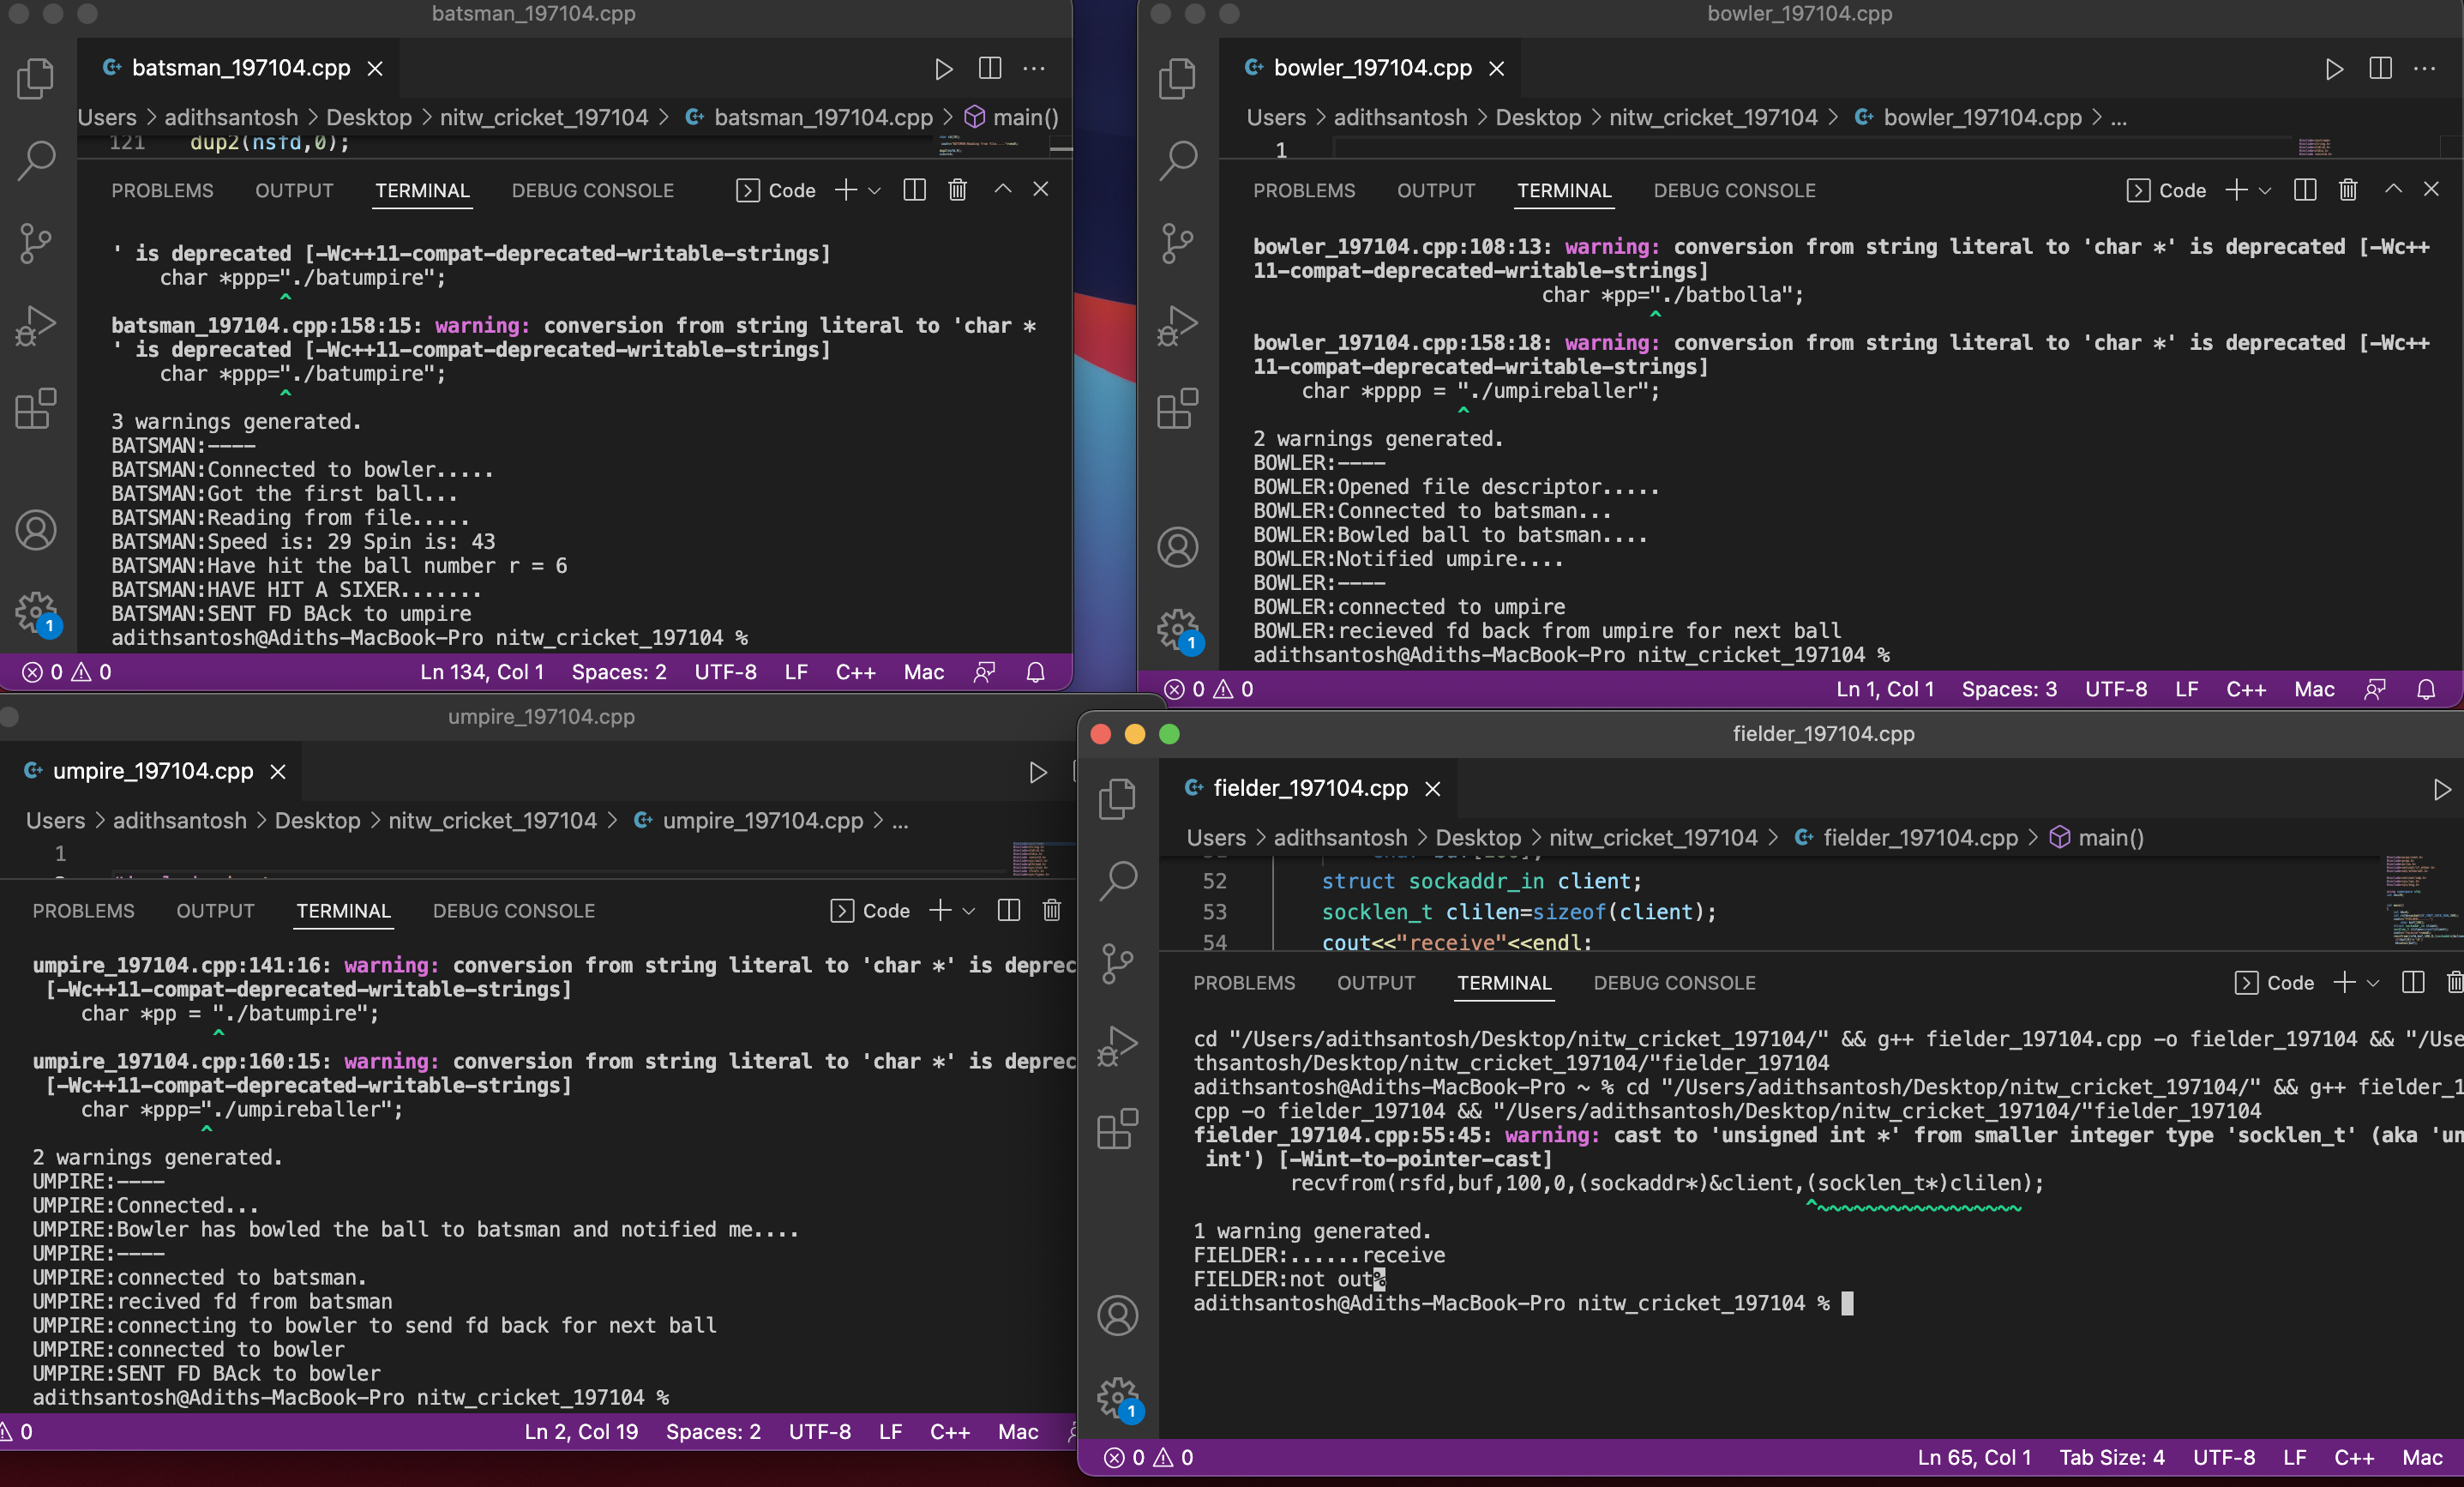 batsman_197104.cpp
batsman_197104.cpp
Users > adithsantosh > Desktop > nitw_cricket_197104 > batsman_197104.cpp > main()
121 dup2(nsfd,0);
PROBLEMS OUTPUT TERMINAL DEBUG CONSOLE Code
' is deprecated [-Wc++11-compat-deprecated-writable-strings]
char *ppp="./batumpire";
^
batsman_197104.cpp:158:15: warning: conversion from string literal to 'char *
' is deprecated [-Wc++11-compat-deprecated-writable-strings]
char *ppp="./batumpire";
^
3 warnings generated.
BATSMAN:----
BATSMAN:Connected to bowler.....
BATSMAN:Got the first ball...
BATSMAN:Reading from file.....
BATSMAN:Speed is: 29 Spin is: 43
BATSMAN:Have hit the ball number r = 6
BATSMAN:HAVE HIT A SIXER.......
BATSMAN:SENT FD BAck to umpire
adithsantosh@Adiths-MacBook-Pro nitw_cricket_197104 %
1
0 0 Ln 134, Col 1 Spaces: 2 UTF-8 LF C++ Mac
bowler_197104.cpp
bowler_197104.cpp
Users > adithsantosh > Desktop > nitw_cricket_197104 > bowler_197104.cpp > ...
1
PROBLEMS OUTPUT TERMINAL DEBUG CONSOLE Code
bowler_197104.cpp:108:13: warning: conversion from string literal to 'char *' is deprecated [-Wc++
11-compat-deprecated-writable-strings]
char *pp="./batbolla";
^
bowler_197104.cpp:158:18: warning: conversion from string literal to 'char *' is deprecated [-Wc++
11-compat-deprecated-writable-strings]
char *pppp = "./umpireballer";
^
2 warnings generated.
BOWLER:----
BOWLER:Opened file descriptor.....
BOWLER:Connected to batsman...
BOWLER:Bowled ball to batsman....
BOWLER:Notified umpire....
BOWLER:----
BOWLER:connected to umpire
BOWLER:recieved fd back from umpire for next ball
adithsantosh@Adiths-MacBook-Pro nitw_cricket_197104 %
1
0 0 Ln 1, Col 1 Spaces: 3 UTF-8 LF C++ Mac
umpire_197104.cpp
umpire_197104.cpp
Users > adithsantosh > Desktop > nitw_cricket_197104 > umpire_197104.cpp > ...
1
PROBLEMS OUTPUT TERMINAL DEBUG CONSOLE Code
umpire_197104.cpp:141:16: warning: conversion from string literal to 'char *' is deprec
[-Wc++11-compat-deprecated-writable-strings]
char *pp = "./batumpire";
^
umpire_197104.cpp:160:15: warning: conversion from string literal to 'char *' is deprec
[-Wc++11-compat-deprecated-writable-strings]
char *ppp="./umpireballer";
^
2 warnings generated.
UMPIRE:----
UMPIRE:Connected...
UMPIRE:Bowler has bowled the ball to batsman and notified me....
UMPIRE:----
UMPIRE:connected to batsman.
UMPIRE:recived fd from batsman
UMPIRE:connecting to bowler to send fd back for next ball
UMPIRE:connected to bowler
UMPIRE:SENT FD BAck to bowler
adithsantosh@Adiths-MacBook-Pro nitw_cricket_197104 %
0 Ln 2, Col 19 Spaces: 2 UTF-8 LF C++ Mac
fielder_197104.cpp
fielder_197104.cpp
Users > adithsantosh > Desktop > nitw_cricket_197104 > fielder_197104.cpp > main()
52 struct sockaddr_in client;
53 socklen_t clilen=sizeof(client);
54 cout<<"receive"<<endl;
PROBLEMS OUTPUT TERMINAL DEBUG CONSOLE Code
cd "/Users/adithsantosh/Desktop/nitw_cricket_197104/" && g++ fielder_197104.cpp -o fielder_197104 && "/Use
thsantosh/Desktop/nitw_cricket_197104/"fielder_197104
adithsantosh@Adiths-MacBook-Pro ~ % cd "/Users/adithsantosh/Desktop/nitw_cricket_197104/" && g++ fielder_1
cpp -o fielder_197104 && "/Users/adithsantosh/Desktop/nitw_cricket_197104/"fielder_197104
fielder_197104.cpp:55:45: warning: cast to 'unsigned int *' from smaller integer type 'socklen_t' (aka 'un
int') [-Wint-to-pointer-cast]
recvfrom(rsfd,buf,100,0,(sockaddr*)&client,(socklen_t*)clilen);
^~~~~~~~~~~~~~~~~~
1 warning generated.
FIELDER:......receive
FIELDER:not out%
adithsantosh@Adiths-MacBook-Pro nitw_cricket_197104 %
1
0 0 Ln 65, Col 1 Tab Size: 4 UTF-8 LF C++ Mac